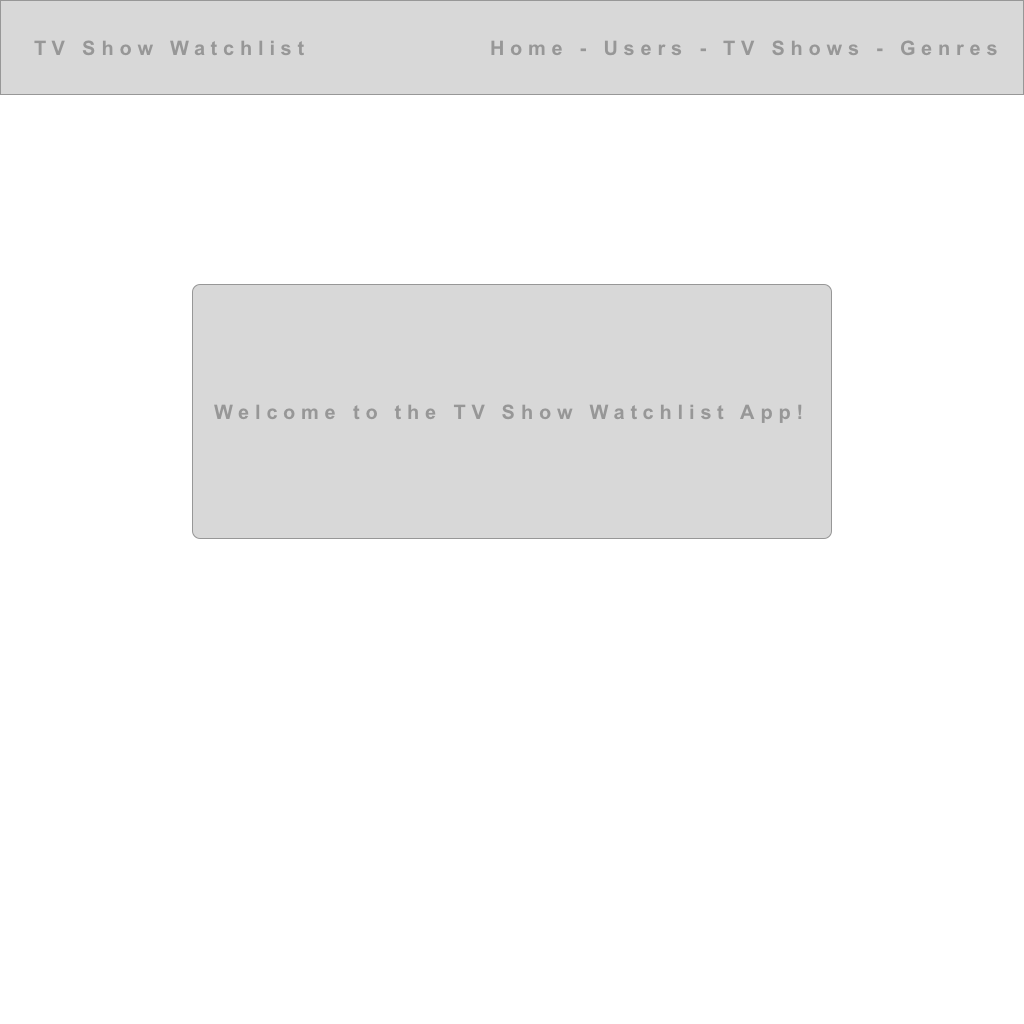 TV Show Watchlist
Home - Users - TV Shows - Genres
Welcome to the TV Show Watchlist App!